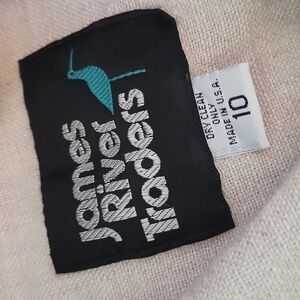 James
River
Traders
10
DRY CLEAN
ONLY
MADE IN U.S.A.